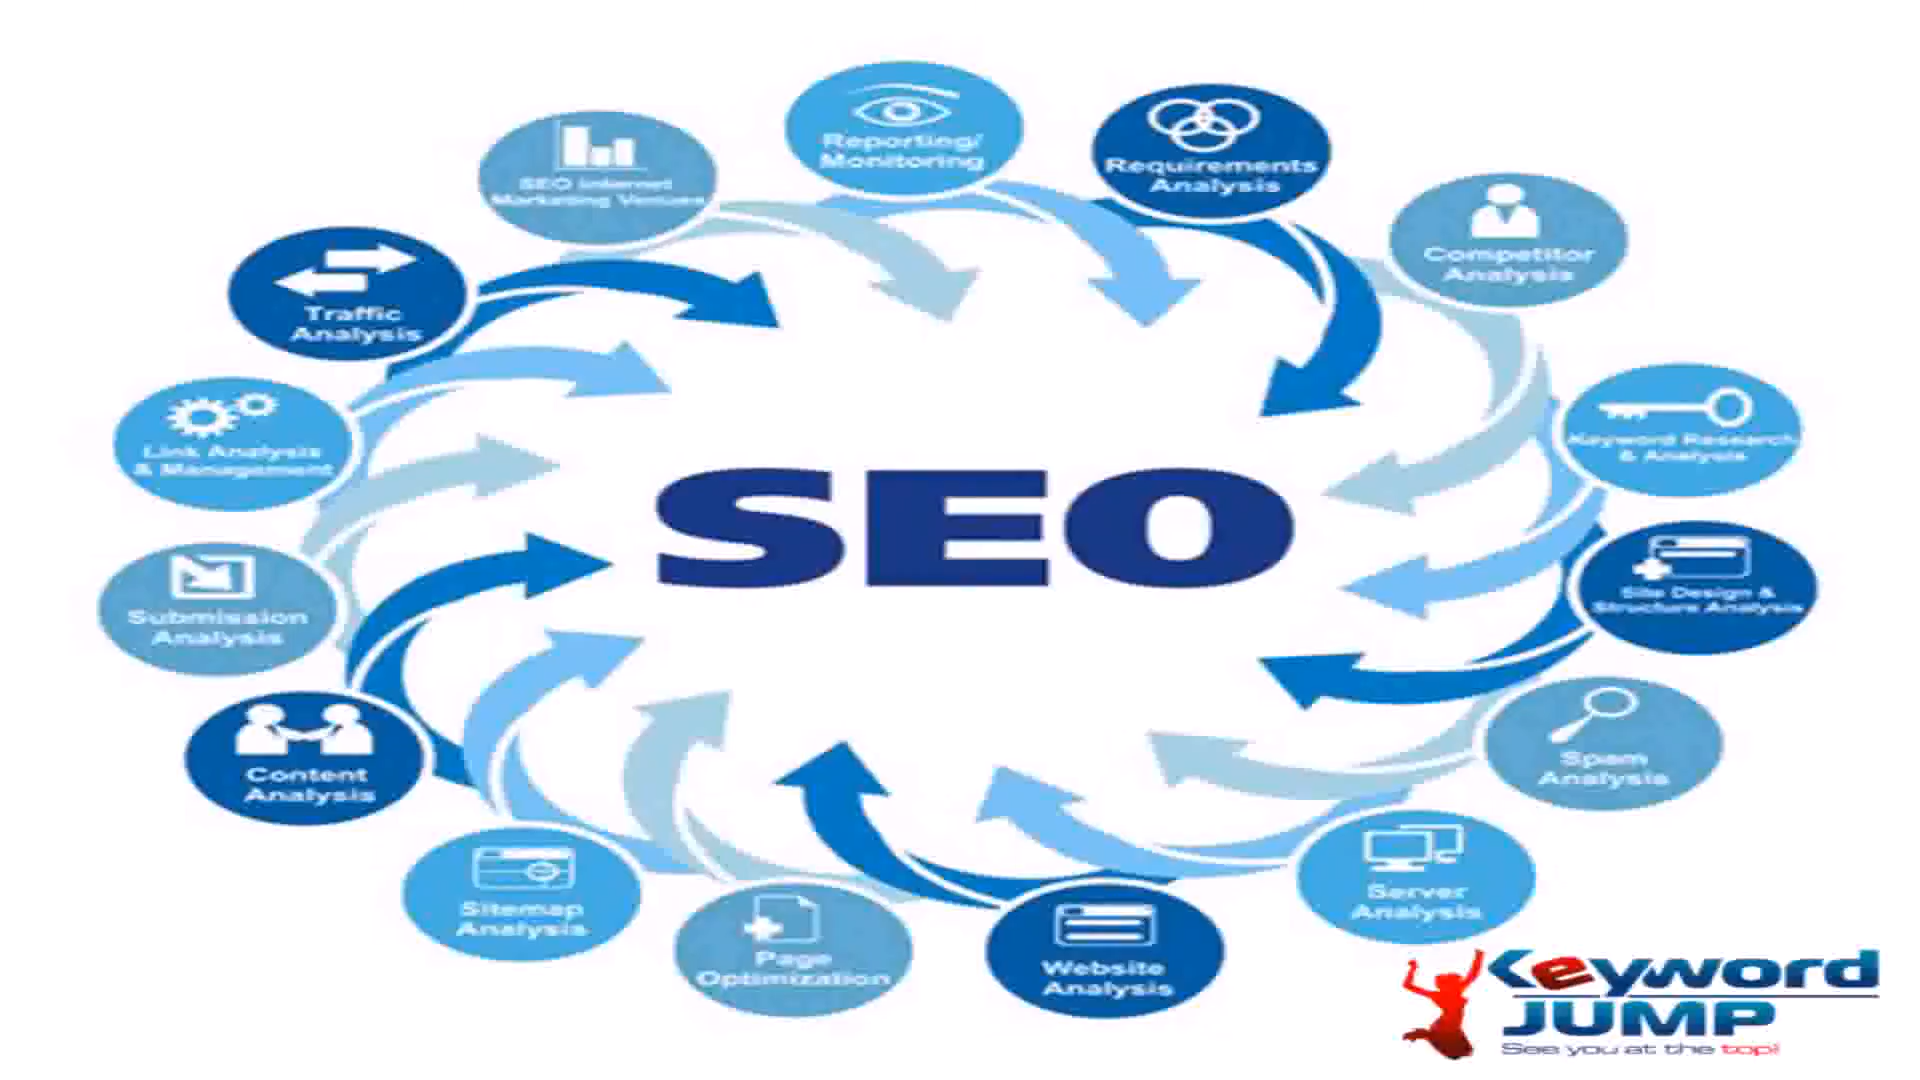 Reporting/
Monitoring
Requirements
Analysis
SEO Internet
Marketing Venues
Competitor
Analysis
Traffic
Analysis
Keyword Research
& Analysis
Link Analysis
& Management
SEO
Site Design &
Structure Analysis
Submission
Analysis
Spam
Analysis
Content
Analysis
Server
Analysis
Sitemap
Analysis
Page
Optimization
Website
Analysis
Keyword
JUMP
See you at the top!